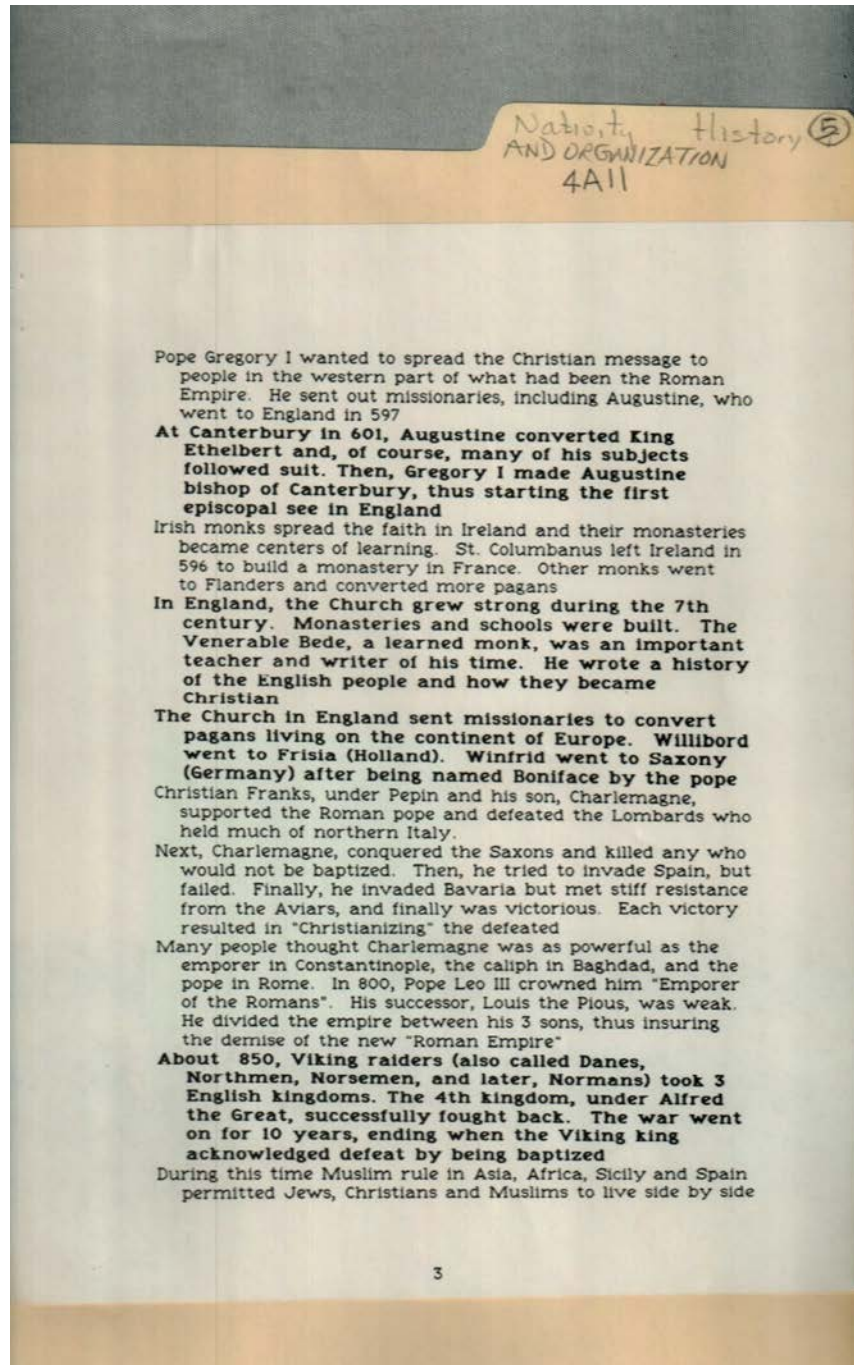 Nativity History 5
AND ORGANIZATION
4A11
Pope Gregory I wanted to spread the Christian message to
people in the western part of what had been the Roman
Empire. He sent out missionaries, including Augustine, who
went to England in 597
At Canterbury in 601, Augustine converted King
Ethelbert and, of course, many of his subjects
followed suit. Then, Gregory I made Augustine
bishop of Canterbury, thus starting the first
episcopal see in England
Irish monks spread the faith in Ireland and their monasteries
became centers of learning. St. Columbanus left Ireland in
596 to build a monastery in France. Other monks went
to Flanders and converted more pagans
In England, the Church grew strong during the 7th
century. Monasteries and schools were built. The
Venerable Bede, a learned monk, was an important
teacher and writer of his time. He wrote a history
of the English people and how they became
Christian
The Church in England sent missionaries to convert
pagans living on the continent of Europe. Willibord
went to Frisia (Holland). Winfrid went to Saxony
(Germany) after being named Boniface by the pope
Christian Franks, under Pepin and his son, Charlemagne,
supported the Roman pope and defeated the Lombards who
held much of northern Italy.
Next, Charlemagne, conquered the Saxons and killed any who
would not be baptized. Then, he tried to invade Spain, but
failed. Finally, he invaded Bavaria but met stiff resistance
from the Aviars, and finally was victorious. Each victory
resulted in "Christianizing" the defeated
Many people thought Charlemagne was as powerful as the
emporer in Constantinople, the caliph in Baghdad, and the
pope in Rome. In 800, Pope Leo III crowned him "Emporer
of the Romans". His successor, Louis the Pious, was weak.
He divided the empire between his 3 sons, thus insuring
the demise of the new "Roman Empire"
About 850, Viking raiders (also called Danes,
Northmen, Norsemen, and later, Normans) took 3
English kingdoms. The 4th kingdom, under Alfred
the Great, successfully fought back. The war went
on for 10 years, ending when the Viking king
acknowledged defeat by being baptized
During this time Muslim rule in Asia, Africa, Sicily and Spain
permitted Jews, Christians and Muslims to live side by side
3